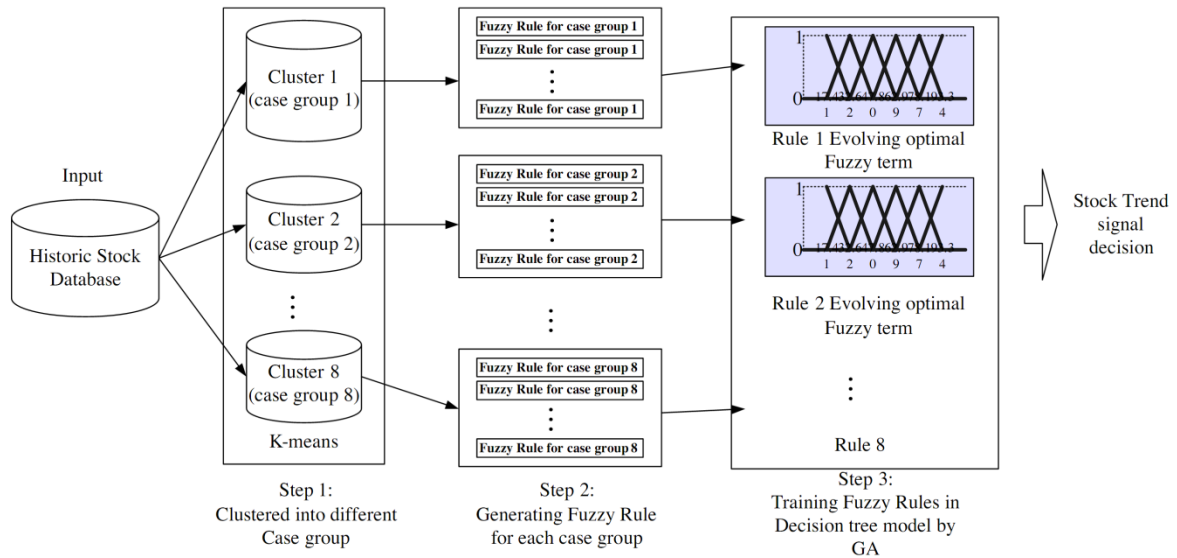 Input
Historic Stock
Database
Cluster 1
(case group 1)
Cluster 2
(case group 2)
Cluster 8
(case group 8)
K-means
Step 1:
Clustered into different
Case group
Fuzzy Rule for case group 1
Fuzzy Rule for case group 1
Fuzzy Rule for case group 1
Fuzzy Rule for case group 2
Fuzzy Rule for case group 2
Fuzzy Rule for case group 2
Fuzzy Rule for case group 8
Fuzzy Rule for case group 8
Fuzzy Rule for case group 8
Step 2:
Generating Fuzzy Rule
for each case group
1
0
1 2 0 9 7 4
Rule 1 Evolving optimal
Fuzzy term
1
0
1 2 0 9 7 4
Rule 2 Evolving optimal
Fuzzy term
Rule 8
Step 3:
Training Fuzzy Rules in
Decision tree model by
GA
Stock Trend
signal
decision